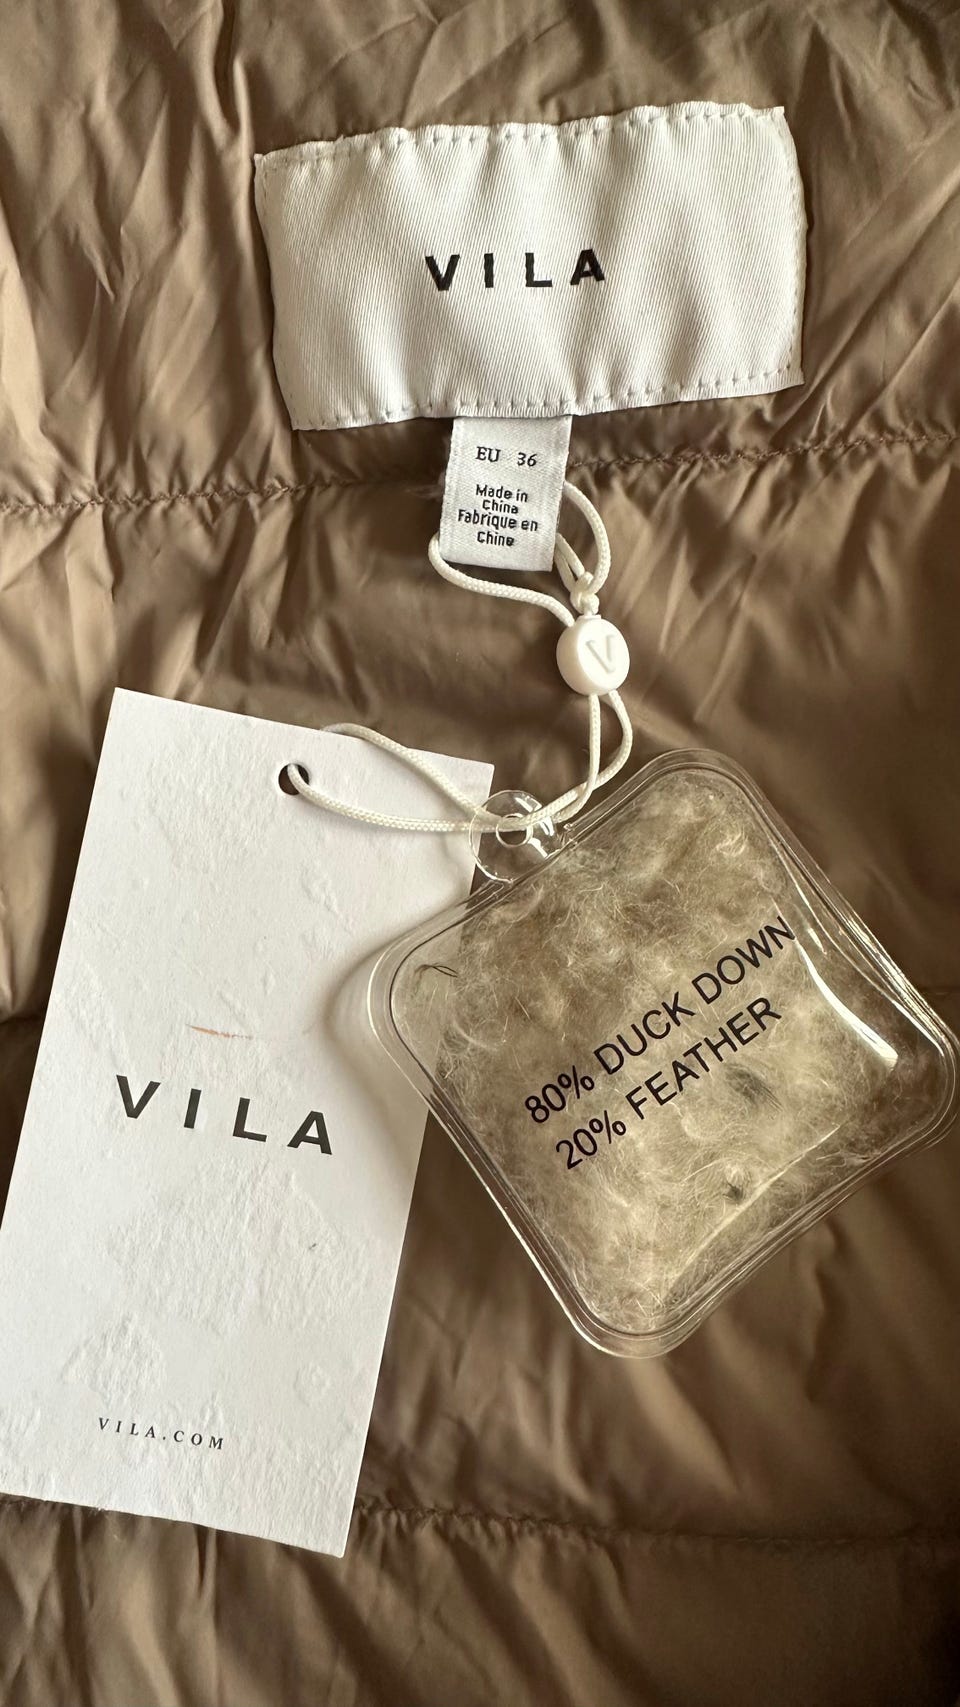 VILA
EU 36
Made in
China
Fabrique en
Chine
V
VILA
VILA.COM
80% DUCK DOWN
20% FEATHER